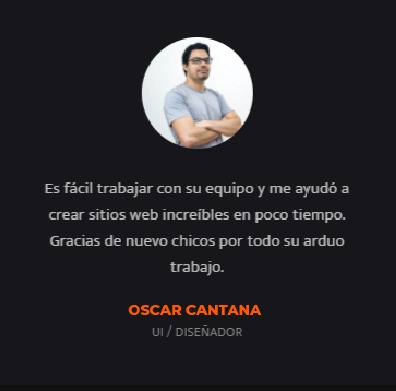 Es fácil trabajar con su equipo y me ayudó a
crear sitios web increíbles en poco tiempo.
Gracias de nuevo chicos por todo su arduo
trabajo.
OSCAR CANTANA
UI / DISEÑADOR